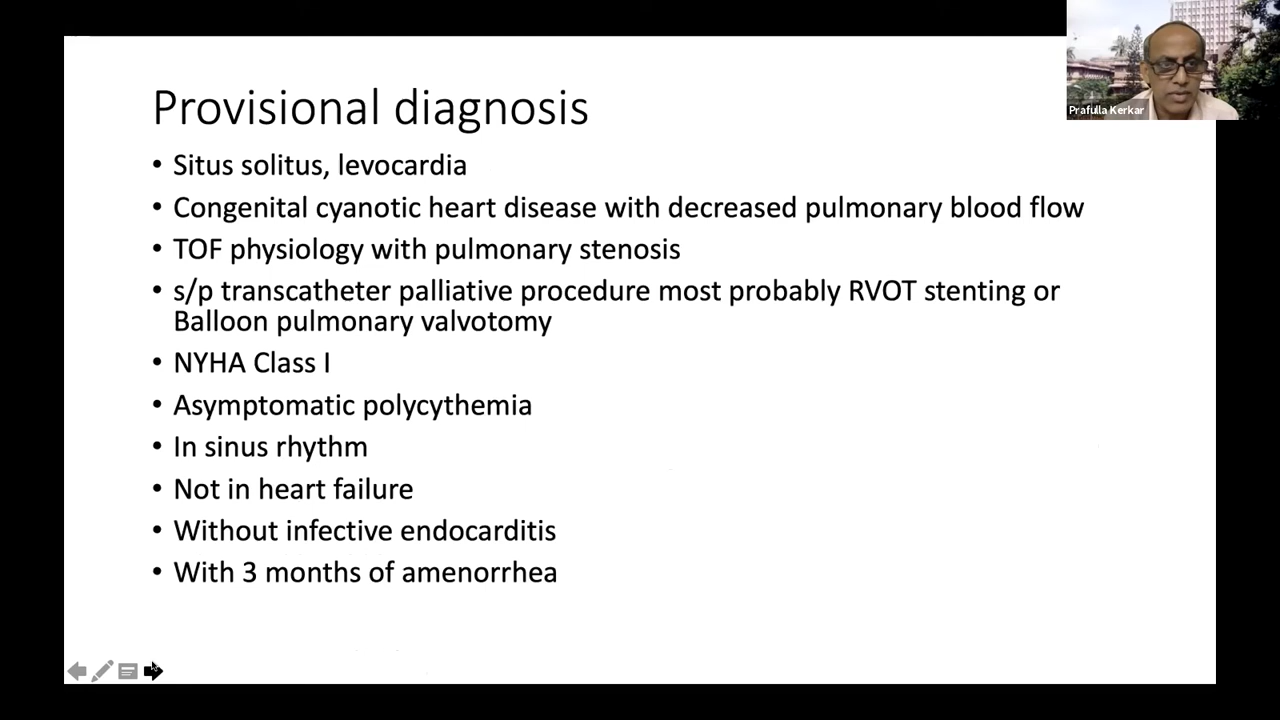 Provisional diagnosis
• Situs solitus, levocardia
• Congenital cyanotic heart disease with decreased pulmonary blood flow
• TOF physiology with pulmonary stenosis
• s/p transcatheter palliative procedure most probably RVOT stenting or
Balloon pulmonary valvotomy
• NYHA Class I
• Asymptomatic polycythemia
• In sinus rhythm
• Not in heart failure
• Without infective endocarditis
• With 3 months of amenorrhea
Prafulla Kerkar